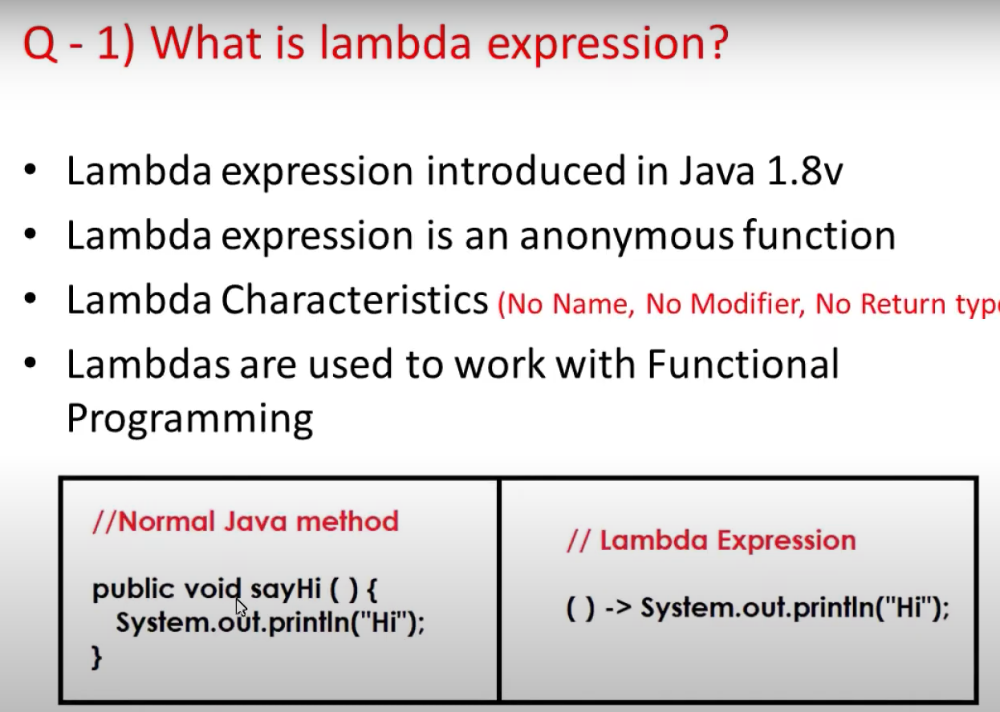 Q - 1) What is lambda expression?
• Lambda expression introduced in Java 1.8v
• Lambda expression is an anonymous function
• Lambda Characteristics (No Name, No Modifier, No Return type
• Lambdas are used to work with Functional
Programming
//Normal Java method
public void sayHi ( ) {
System.out.println("Hi");
}
// Lambda Expression
( ) -> System.out.println("Hi");